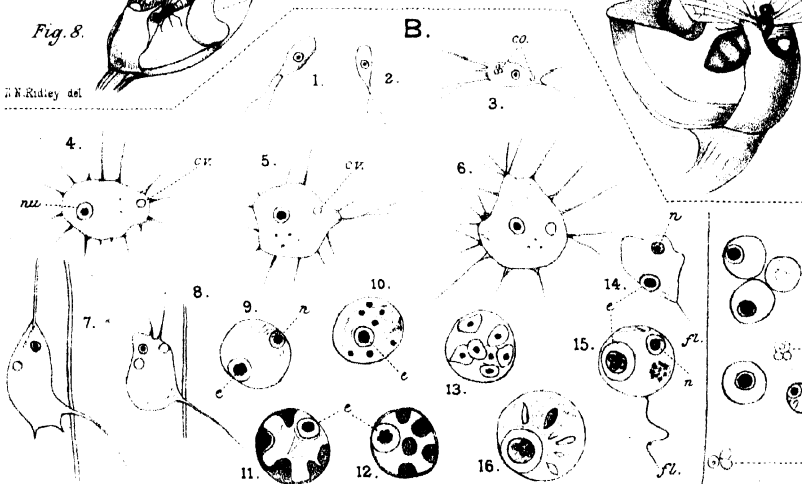 Fig. 8.
B.
N. Ridley del
co.
1.
2.
3.
4.
cv.
5.
cv.
6.
nu
n
7.
8.
9.
n
10.
14.
e
fl.
15.
e
e
13.
n
e
11.
12.
16.
fl.